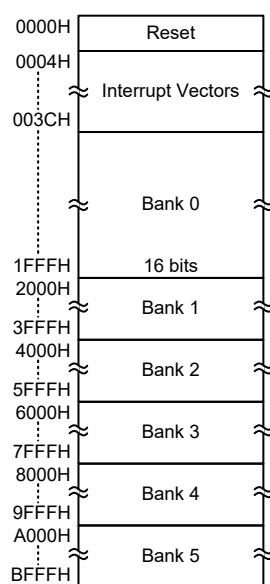 0000H
Reset
0004H
Interrupt Vectors
003CH
Bank 0
1FFFH
16 bits
2000H
Bank 1
3FFFH
4000H
Bank 2
5FFFH
6000H
Bank 3
7FFFH
8000H
Bank 4
9FFFH
A000H
Bank 5
BFFFH